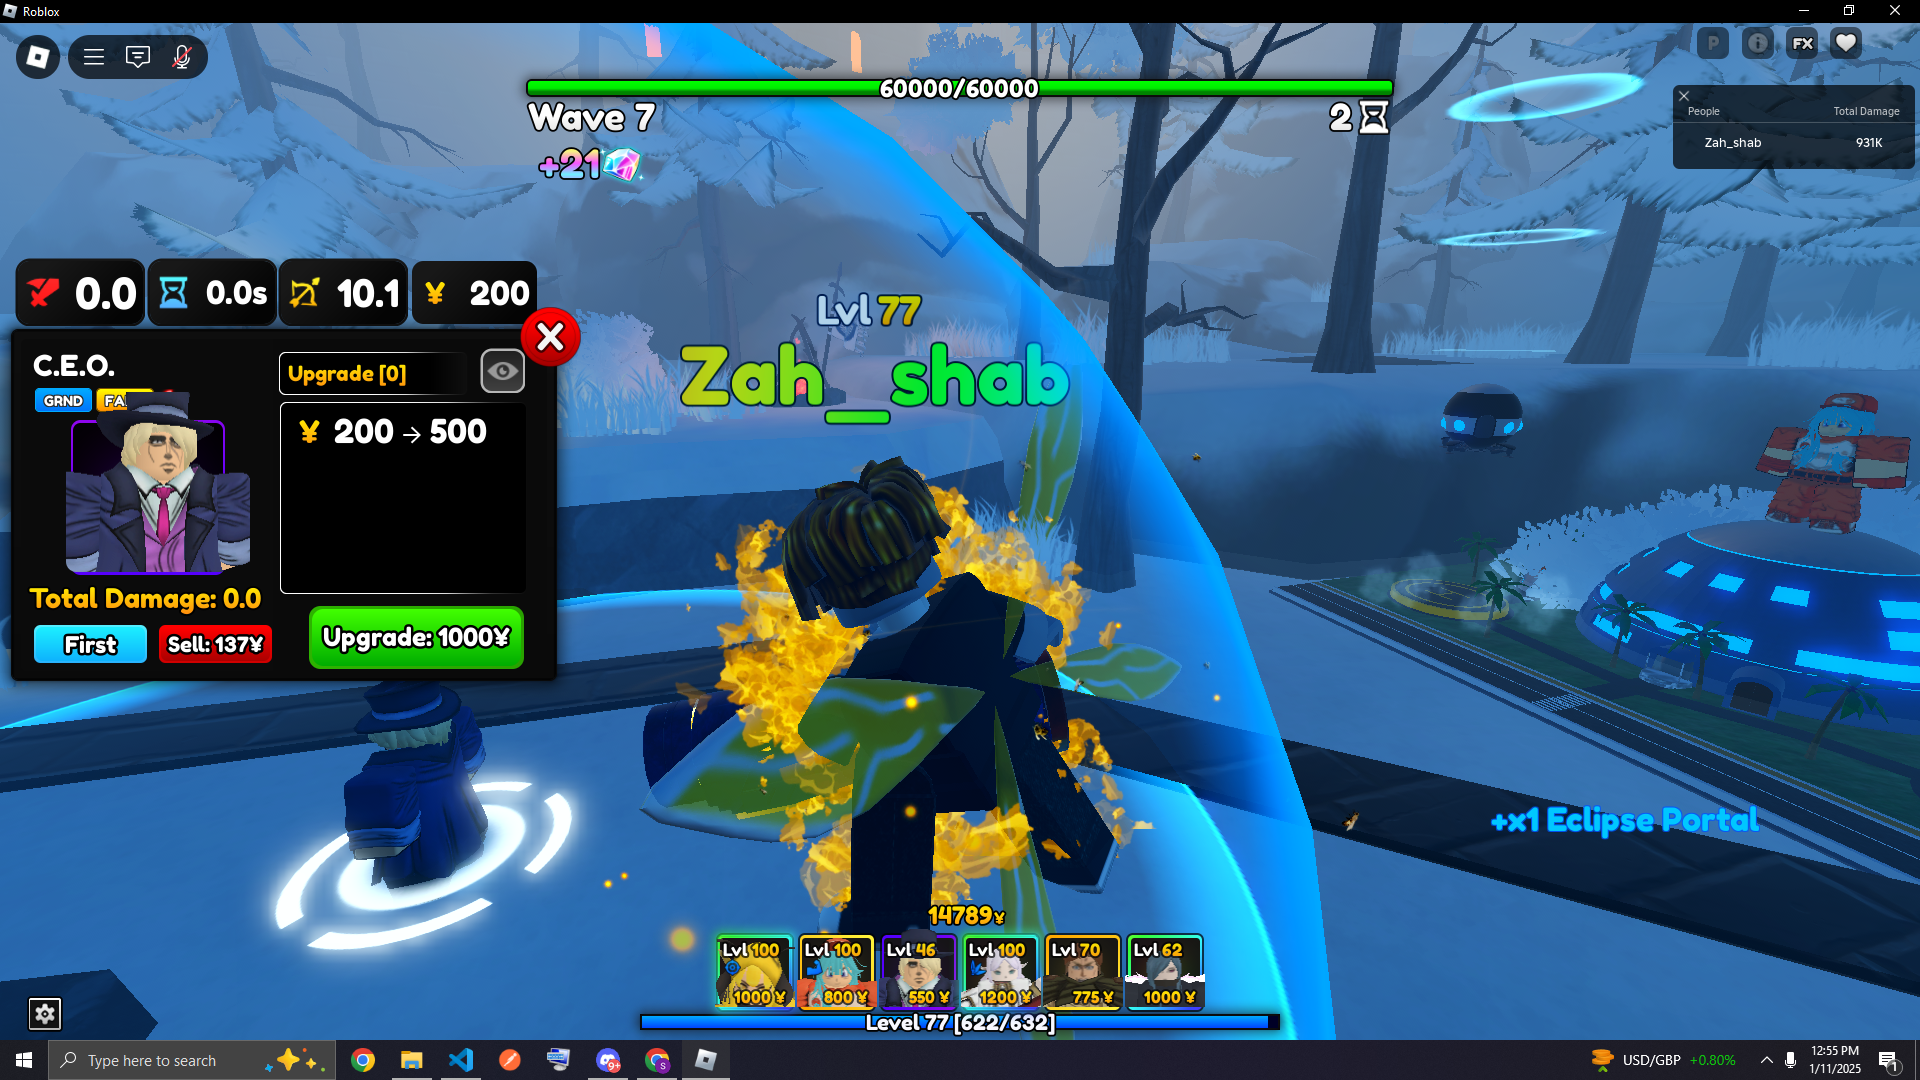 Roblox
P
FX
60000/60000
Wave 7
2
+21
People
Total Damage
Zah_shab
931K
0.0
0.0s
10.1
¥ 200
C.E.O.
GRND
Upgrade [0]
¥ 200 → 500
Total Damage: 0.0
First
Sell: 137¥
Upgrade: 1000¥
Lvl 77
Zah_shab
+x1 Eclipse Portal
14789¥
Lvl 100
1000 ¥
Lvl 100
800 ¥
Lvl 46
550 ¥
Lvl 100
1200 ¥
Lvl 70
775 ¥
Lvl 62
1000 ¥
Level 77 [622/632]
Type here to search
9+
S
USD/GBP +0.80%
12:55 PM
1/11/2025
1